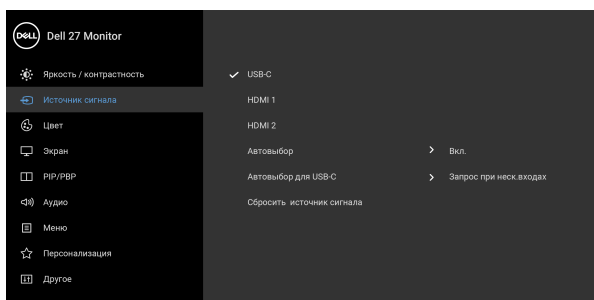 DELL Dell 27 Monitor
Яркость / контрастность
USB-C
Источник сигнала
HDMI 1
Цвет
HDMI 2
Экран
Автовыбор Вкл.
PIP/PBP
Автовыбор для USB-C Запрос при неск.входах
Аудио
Сбросить источник сигнала
Меню
Персонализация
Другое